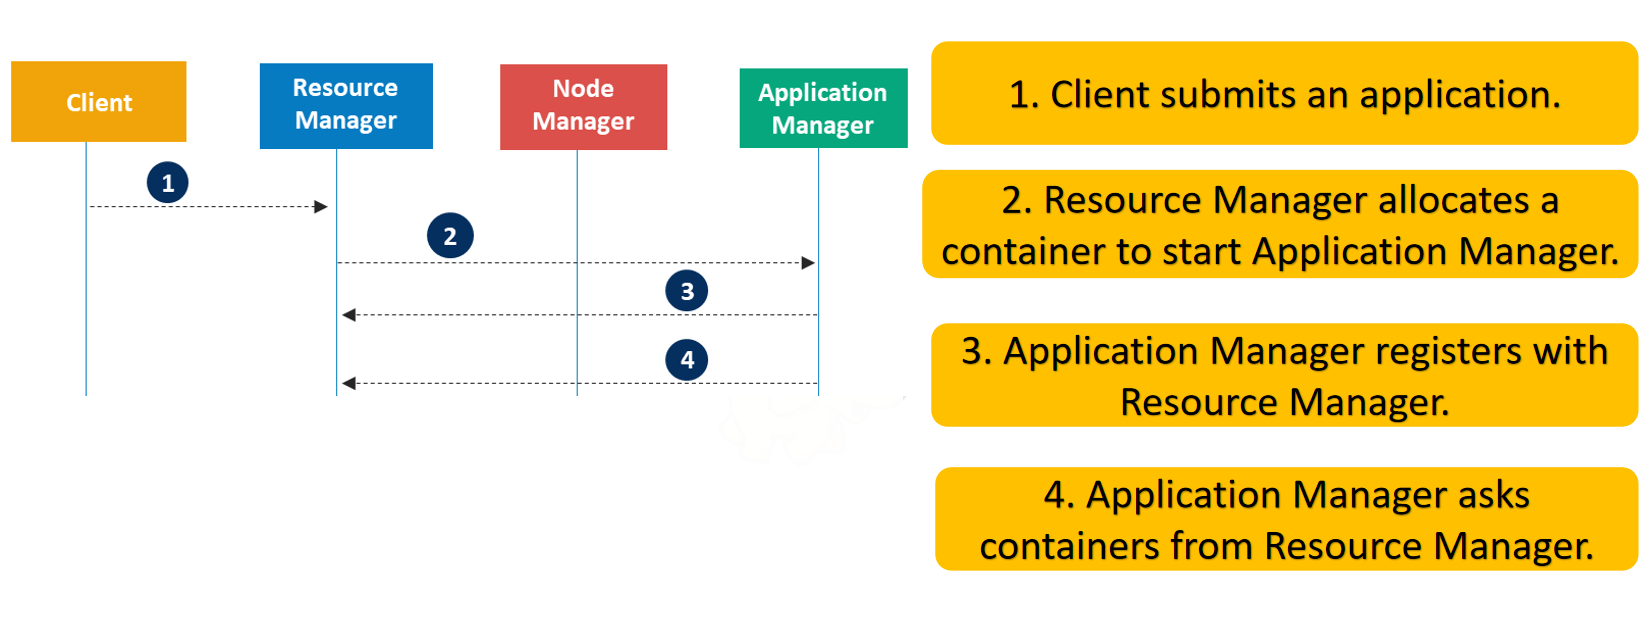 Client
Resource
Manager
Node
Manager
Application
Manager
1
2
3
4
1. Client submits an application.
2. Resource Manager allocates a
container to start Application Manager.
3. Application Manager registers with
Resource Manager.
4. Application Manager asks
containers from Resource Manager.